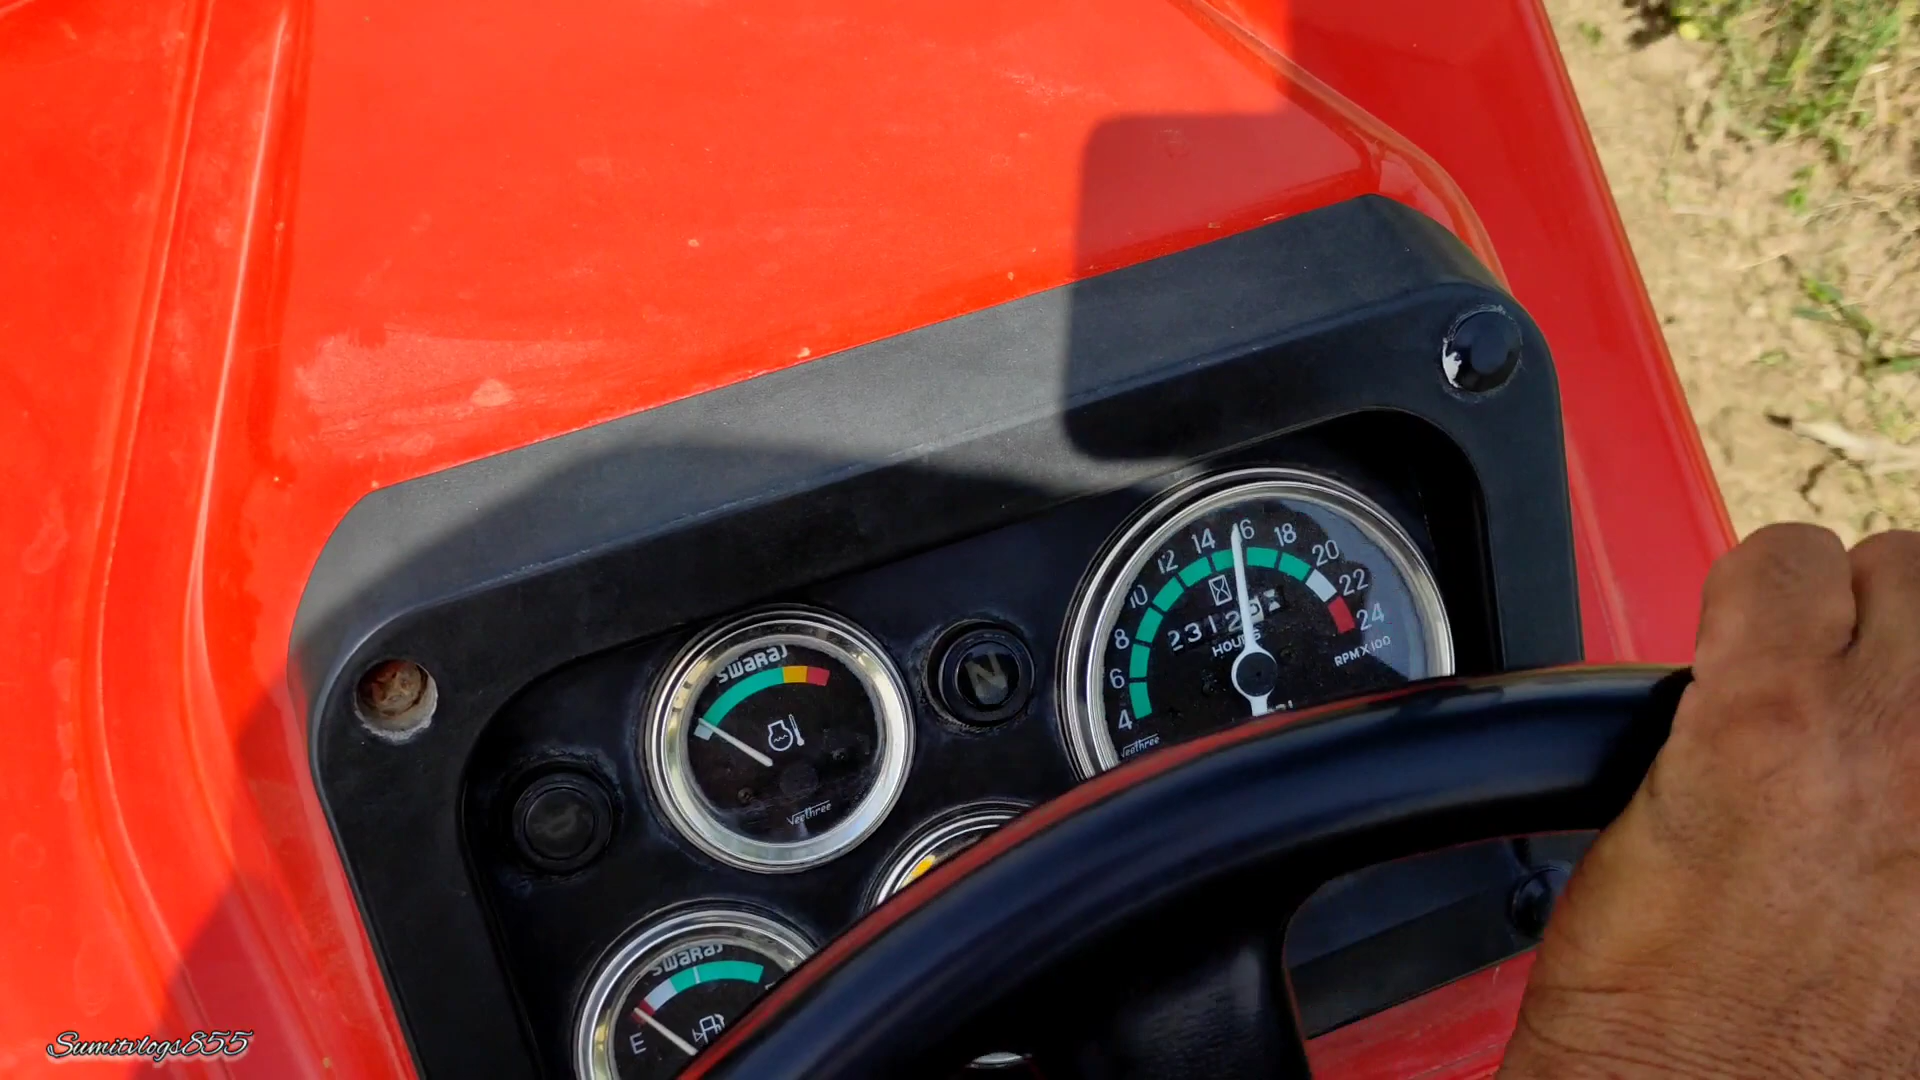 swaraj
Veethree
N
4 6 8 10 12 14 16 18 20 22 24
HOURS
RPM X 100
Veethree
swaraj
E
Sumitvlogs855